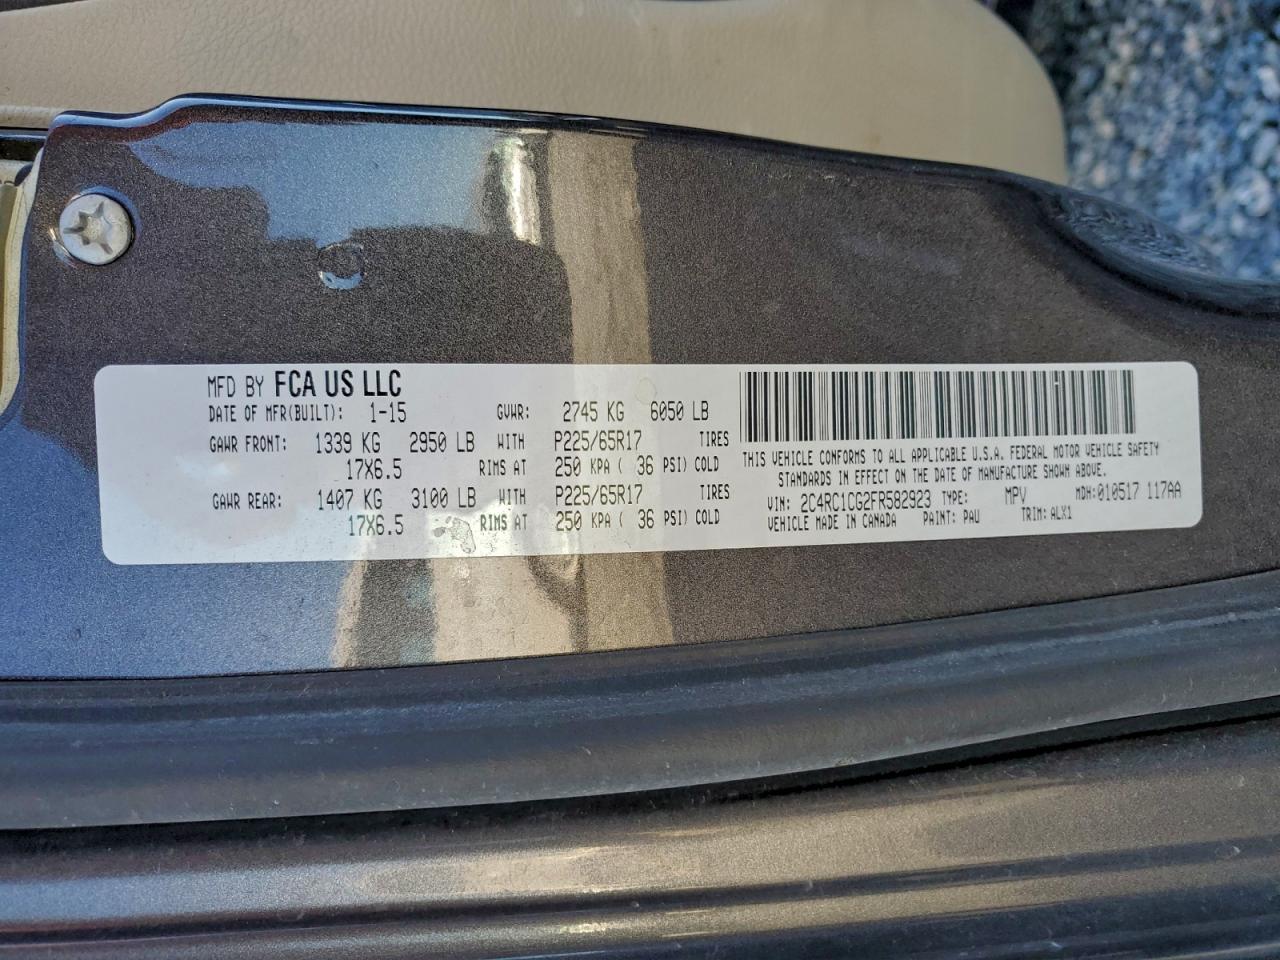 MFD BY FCA US LLC
DATE OF MFR(BUILT): 1-15 GVWR: 2745 KG 6050 LB
GAWR FRONT: 1339 KG 2950 LB WITH P225/65R17 TIRES
17X6.5 RIMS AT 250 KPA ( 36 PSI) COLD
GAWR REAR: 1407 KG 3100 LB WITH P225/65R17 TIRES
17X6.5 RIMS AT 250 KPA ( 36 PSI) COLD
THIS VEHICLE CONFORMS TO ALL APPLICABLE U.S.A. FEDERAL MOTOR VEHICLE SAFETY
STANDARDS IN EFFECT ON THE DATE OF MANUFACTURE SHOWN ABOVE.
VIN: 2C4RC1CG2FR582923 TYPE: MPV MDH:010517 117AA
VEHICLE MADE IN CANADA PAINT: PAU TRIM: ALX1